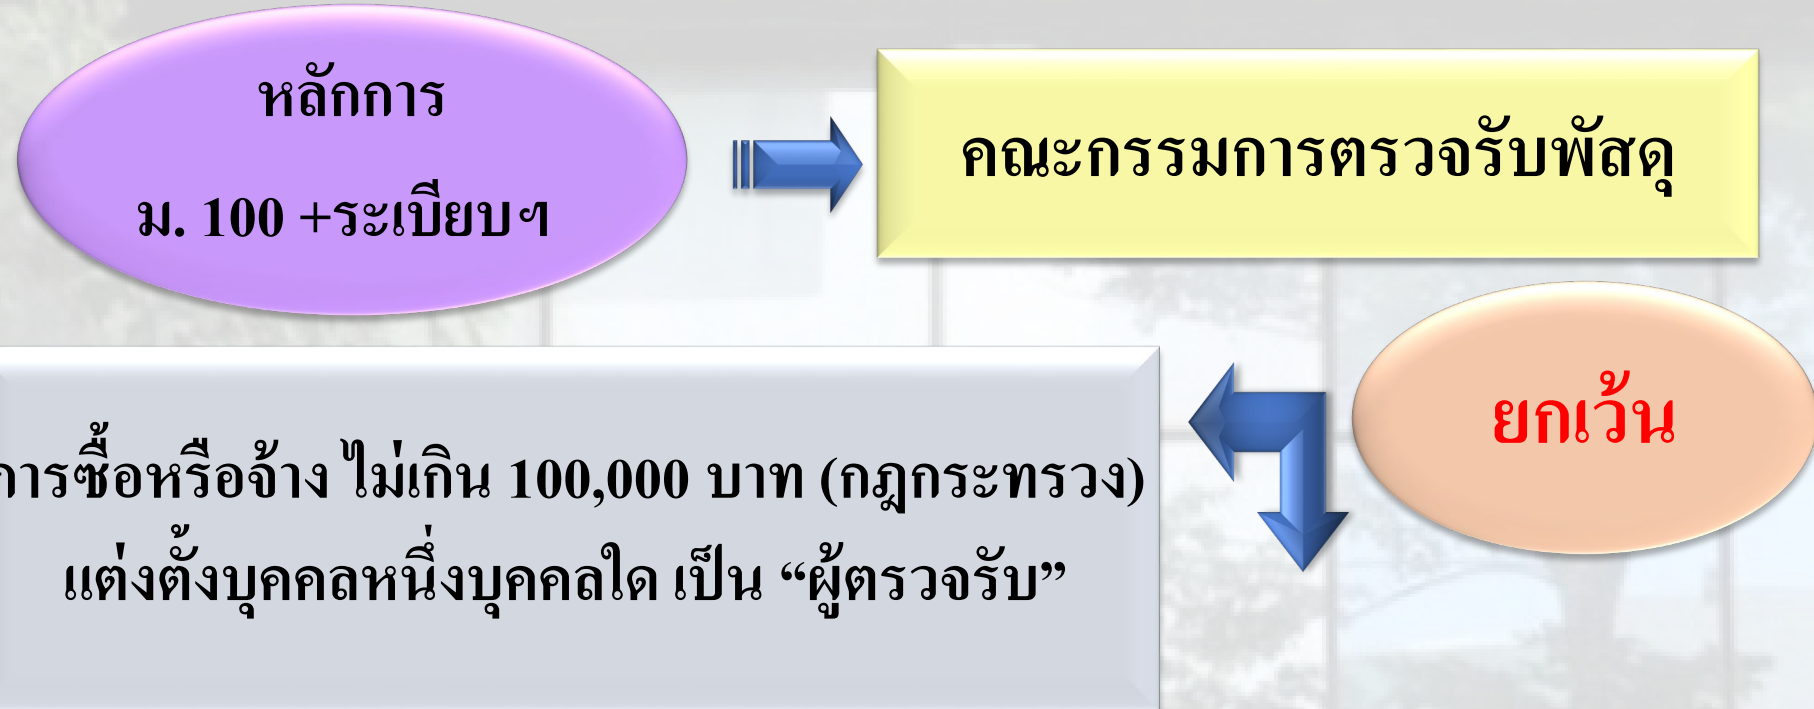 หลักการ
ม. 100 +ระเบียบฯ
คณะกรรมการตรวจรับพัสดุ
ยกเว้น
การซื้อหรือจ้าง ไม่เกิน 100,000 บาท (กฎกระทรวง)
แต่งตั้งบุคคลหนึ่งบุคคลใด เป็น “ผู้ตรวจรับ”